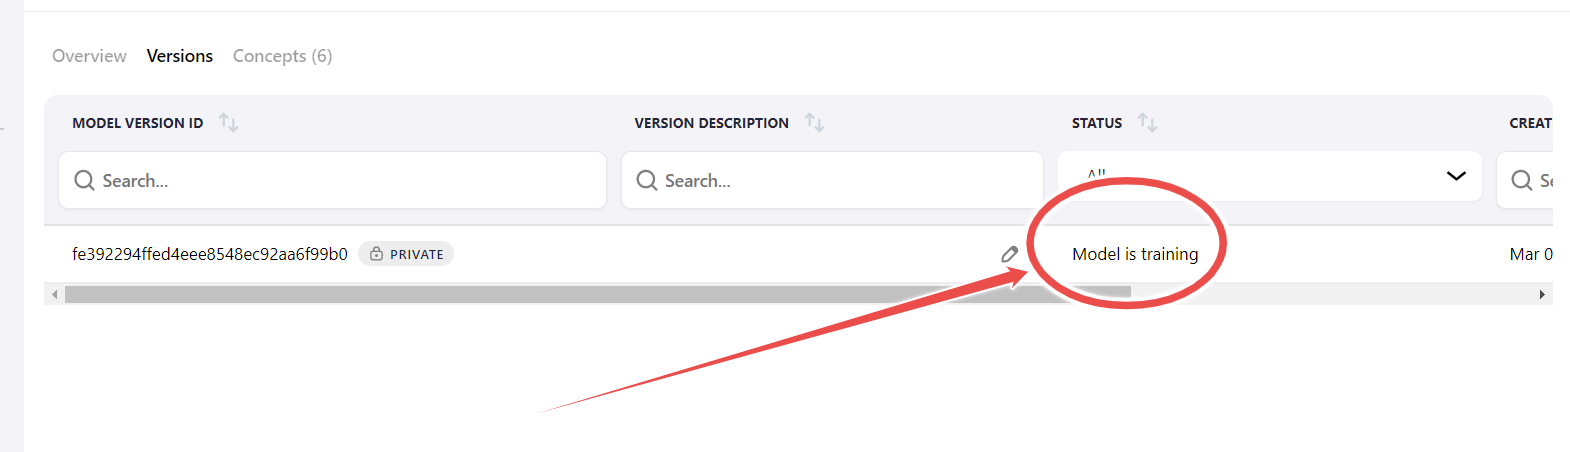 Overview Versions Concepts (6)
MODEL VERSION ID VERSION DESCRIPTION STATUS CREAT
Search... Search... All Se
fe392294ffed4eee8548ec92aa6f99b0 PRIVATE Model is training Mar 0